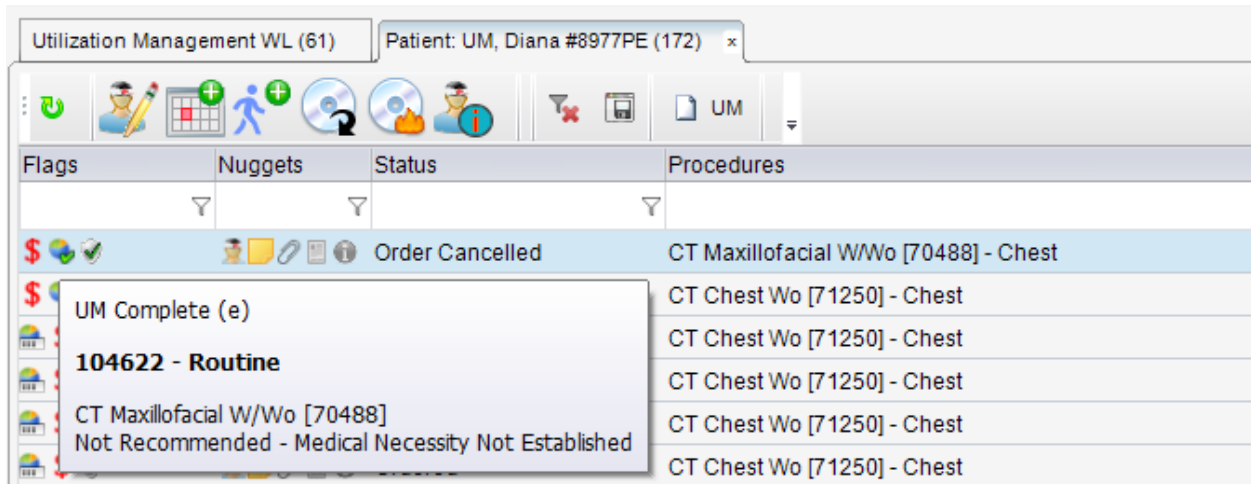 Utilization Management WL (61)
Patient: UM, Diana #8977PE (172) x
UM
Flags Nuggets Status Procedures
$ Order Cancelled CT Maxillofacial W/Wo [70488] - Chest
$ CT Chest Wo [71250] - Chest
UM Complete (e)
CT Chest Wo [71250] - Chest
104622 - Routine
CT Chest Wo [71250] - Chest
CT Maxillofacial W/Wo [70488]
CT Chest Wo [71250] - Chest
Not Recommended - Medical Necessity Not Established
CT Chest Wo [71250] - Chest